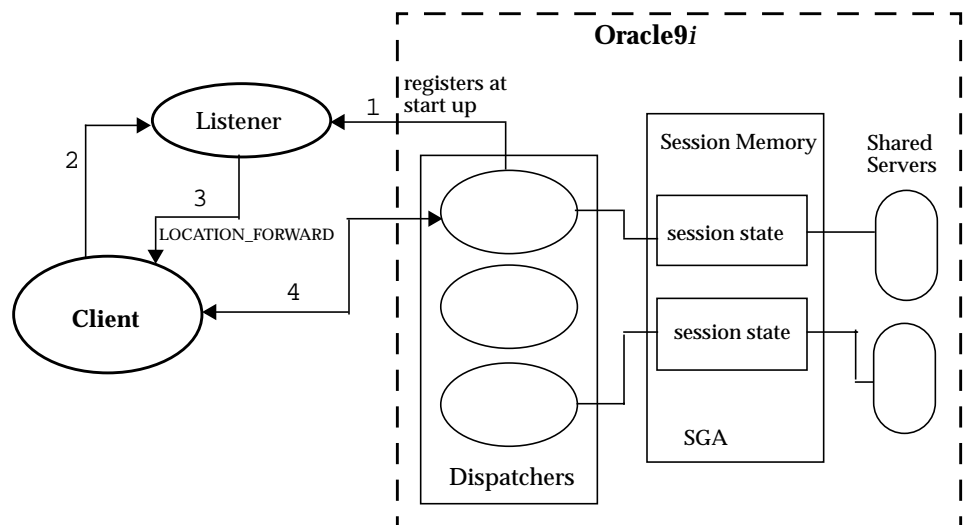 Oracle9i
registers at
start up
1
Listener
2
3
LOCATION_FORWARD
4
Client
Session Memory
Shared
Servers
session state
session state
SGA
Dispatchers